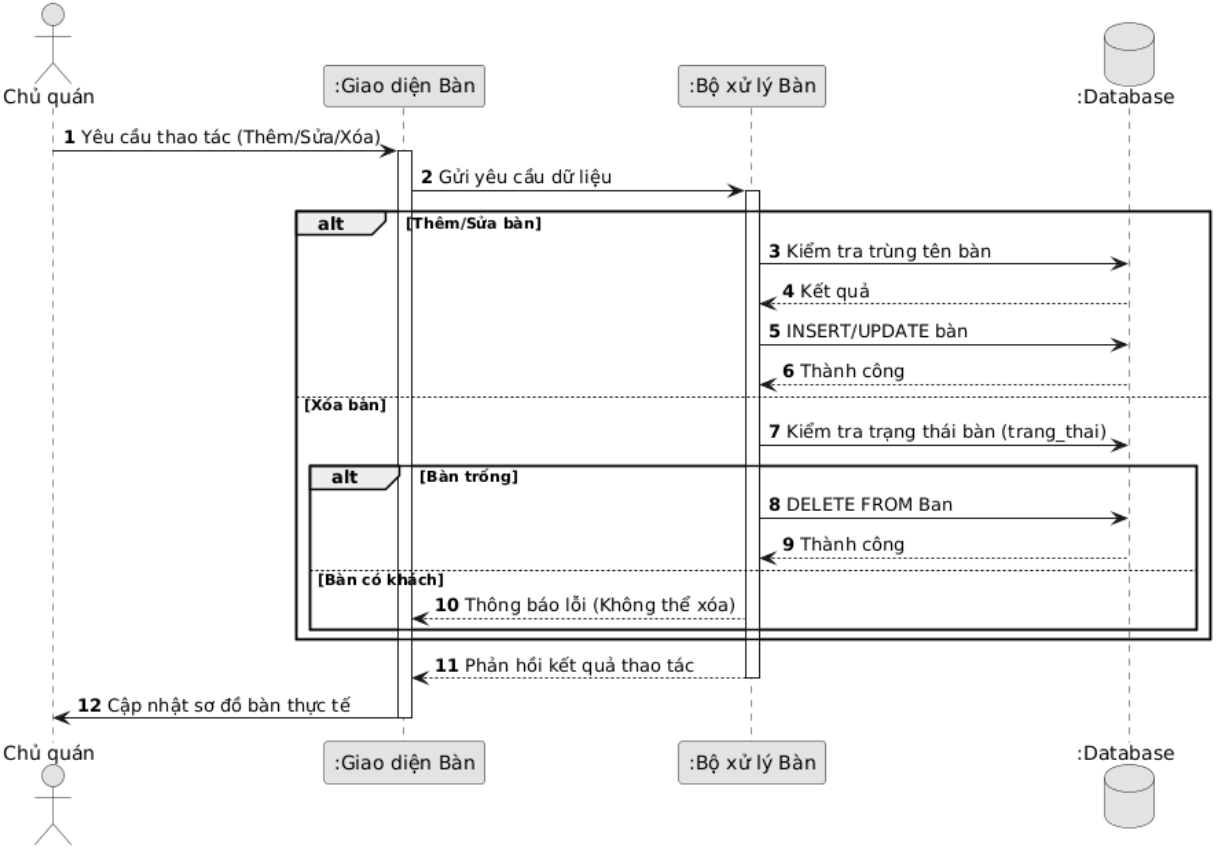 Chủ quán
:Giao diện Bàn
:Bộ xử lý Bàn
:Database
1 Yêu cầu thao tác (Thêm/Sửa/Xóa)
2 Gửi yêu cầu dữ liệu
alt [Thêm/Sửa bàn]
3 Kiểm tra trùng tên bàn
4 Kết quả
5 INSERT/UPDATE bàn
6 Thành công
[Xóa bàn]
7 Kiểm tra trạng thái bàn (trang_thai)
alt [Bàn trống]
8 DELETE FROM Ban
9 Thành công
[Bàn có khách]
10 Thông báo lỗi (Không thể xóa)
11 Phản hồi kết quả thao tác
12 Cập nhật sơ đồ bàn thực tế
Chủ quán
:Giao diện Bàn
:Bộ xử lý Bàn
:Database